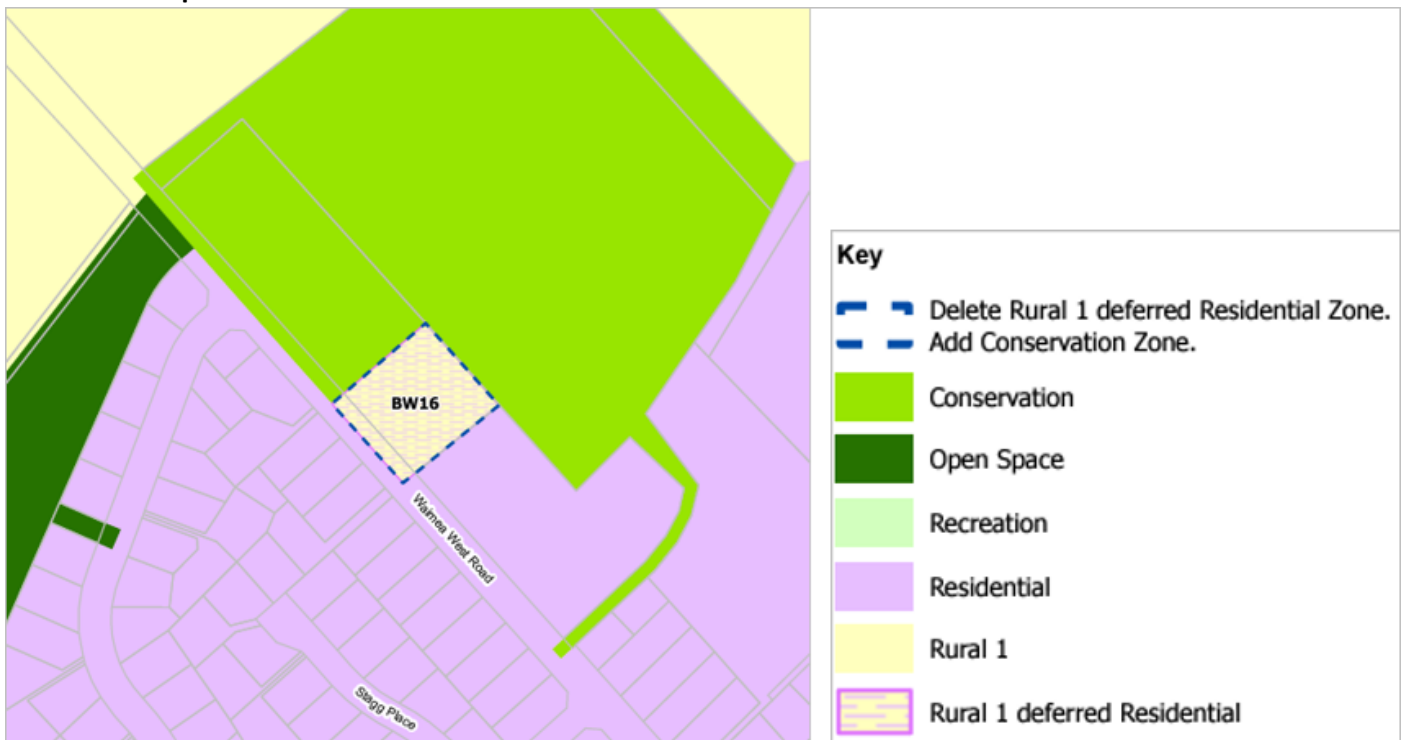 BW16
Waimea West Road
Stagg Place
Key
Delete Rural 1 deferred Residential Zone.
Add Conservation Zone.
Conservation
Open Space
Recreation
Residential
Rural 1
Rural 1 deferred Residential